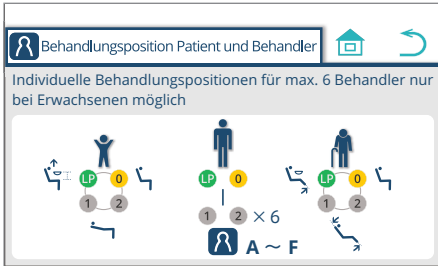 Behandlungsposition Patient und Behandler
Individuelle Behandlungspositionen für max. 6 Behandler nur
bei Erwachsenen möglich
LP 0
1 2
LP 0
1 2 × 6
A ~ F
LP 0
1 2